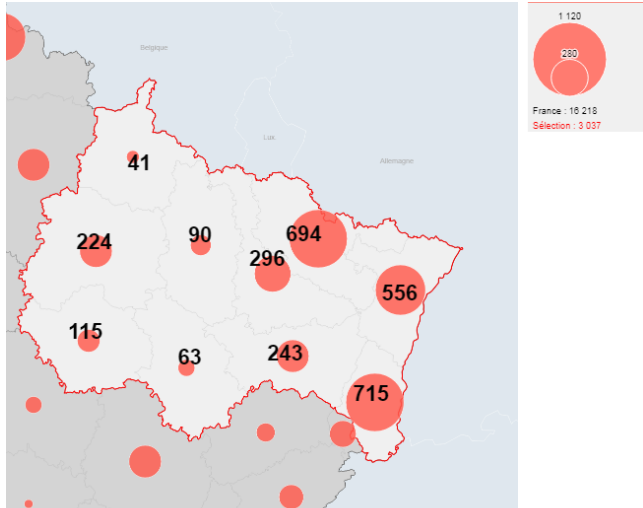 Belgique
Lux.
Allemagne
41
224
90
694
296
556
115
63
243
715
1 120
280
France : 16 218
Sélection : 3 037